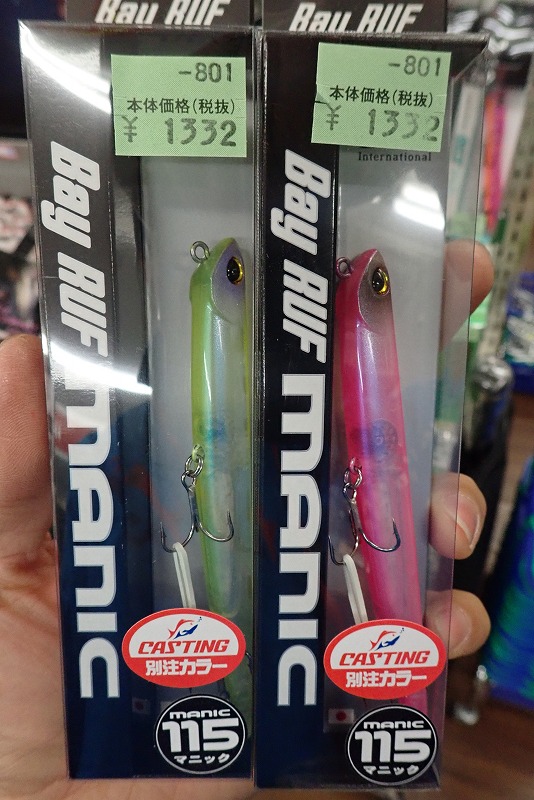 Bay RUF
-801
本体価格(税抜)
¥ 1332
Bay RUF MANIC
CASTING
別注カラー
MANIC
115
マニック
Bay RUF
-801
本体価格(税抜)
¥ 1332
International
Bay RUF MANIC
CASTING
別注カラー
MANIC
115
マニック